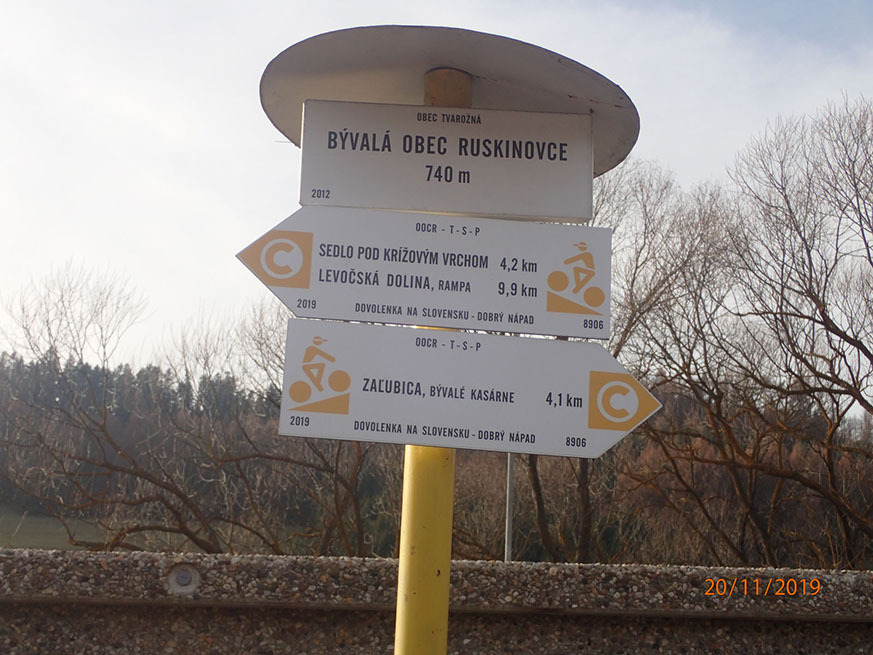 OBEC TVAROŽNÁ
BÝVALÁ OBEC RUSKINOVCE
740 m
2012
OOCR - T - S - P
SEDLO POD KRÍŽOVÝM VRCHOM 4,2 km
LEVOČSKÁ DOLINA, RAMPA 9,9 km
C
2019 DOVOLENKA NA SLOVENSKU - DOBRÝ NÁPAD 8906
OOCR - T - S - P
ZAĽUBICA, BÝVALÉ KASÁRNE 4,1 km
C
2019 DOVOLENKA NA SLOVENSKU - DOBRÝ NÁPAD 8906
20/11/2019